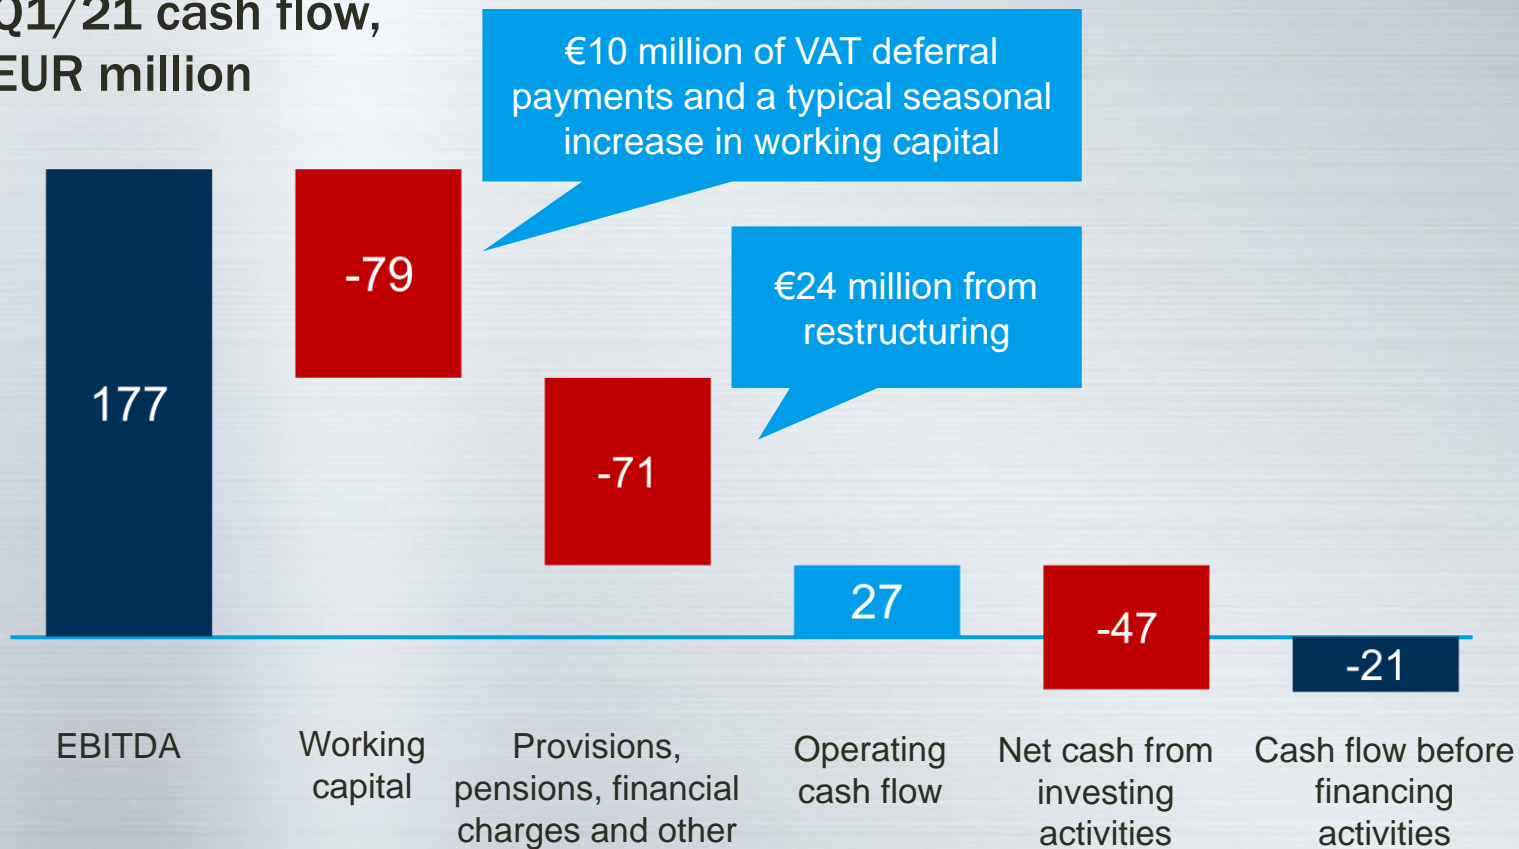 Q1/21 cash flow,
EUR million
€10 million of VAT deferral
payments and a typical seasonal
increase in working capital
€24 million from
restructuring
177
-79
-71
27
-47
-21
EBITDA
Working
capital
Provisions,
pensions, financial
charges and other
Operating
cash flow
Net cash from
investing
activities
Cash flow before
financing
activities